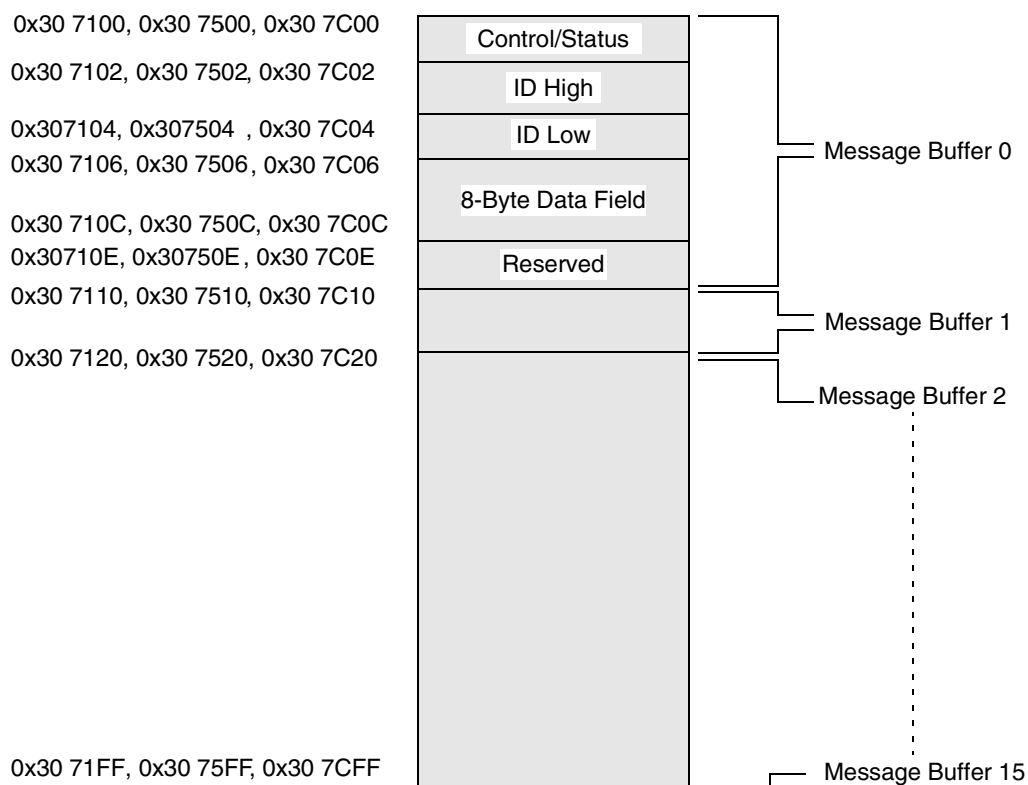 0x30 7100, 0x30 7500, 0x30 7C00
Control/Status
0x30 7102, 0x30 7502, 0x30 7C02
ID High
0x307104, 0x307504 , 0x30 7C04
ID Low
Message Buffer 0
0x30 7106, 0x30 7506, 0x30 7C06
8-Byte Data Field
0x30 710C, 0x30 750C, 0x30 7C0C
0x30710E, 0x30750E, 0x30 7C0E
Reserved
0x30 7110, 0x30 7510, 0x30 7C10
Message Buffer 1
0x30 7120, 0x30 7520, 0x30 7C20
Message Buffer 2
0x30 71FF, 0x30 75FF, 0x30 7CFF
Message Buffer 15